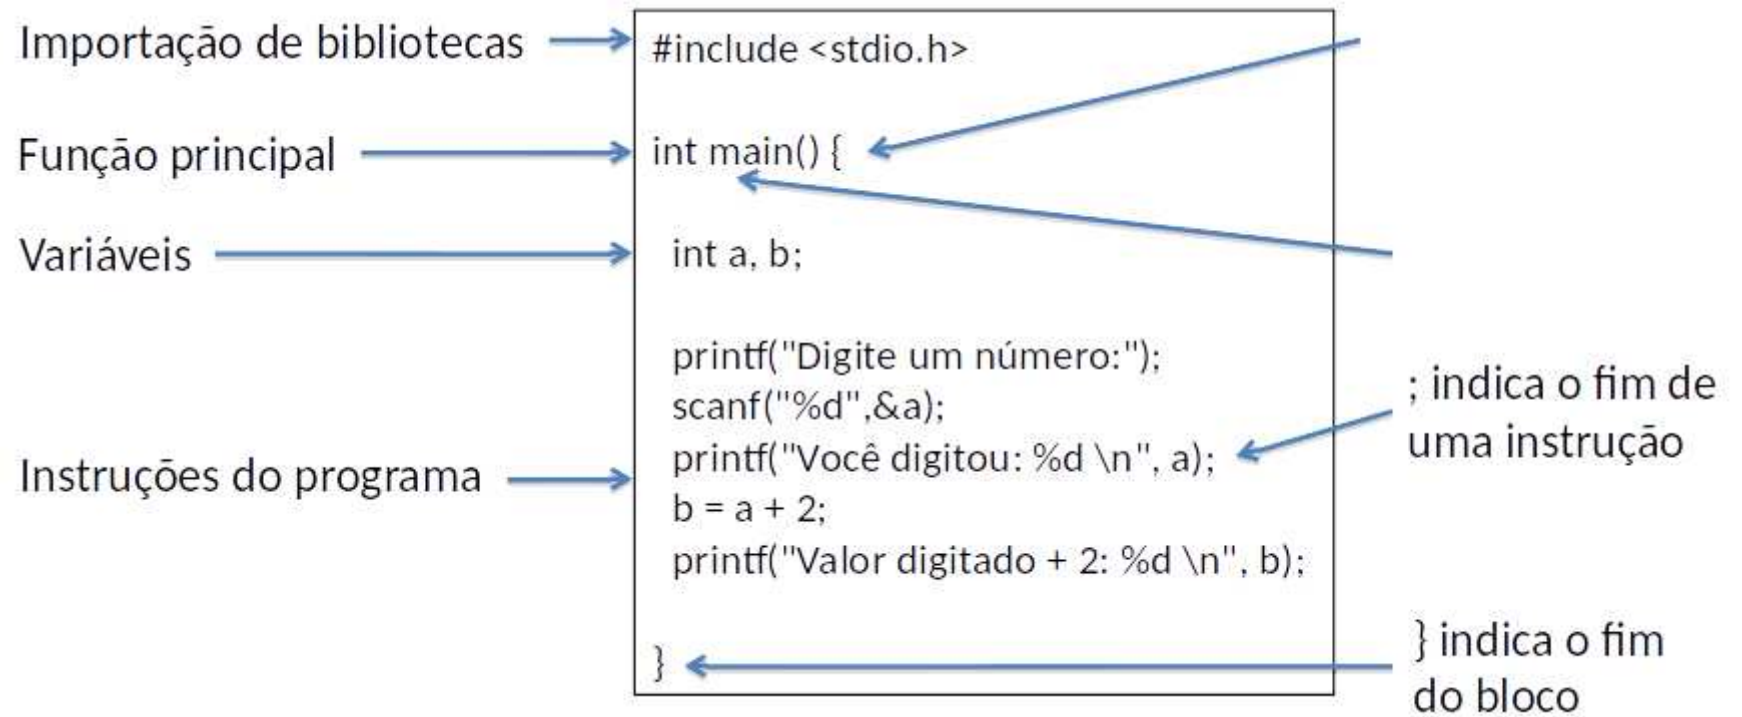 Importação de bibliotecas
Função principal
Variáveis
Instruções do programa
#include <stdio.h>
int main() {
int a, b;
printf("Digite um número:");
scanf("%d",&a);
printf("Você digitou: %d \n", a);
b = a + 2;
printf("Valor digitado + 2: %d \n", b);
}
; indica o fim de
uma instrução
} indica o fim
do bloco